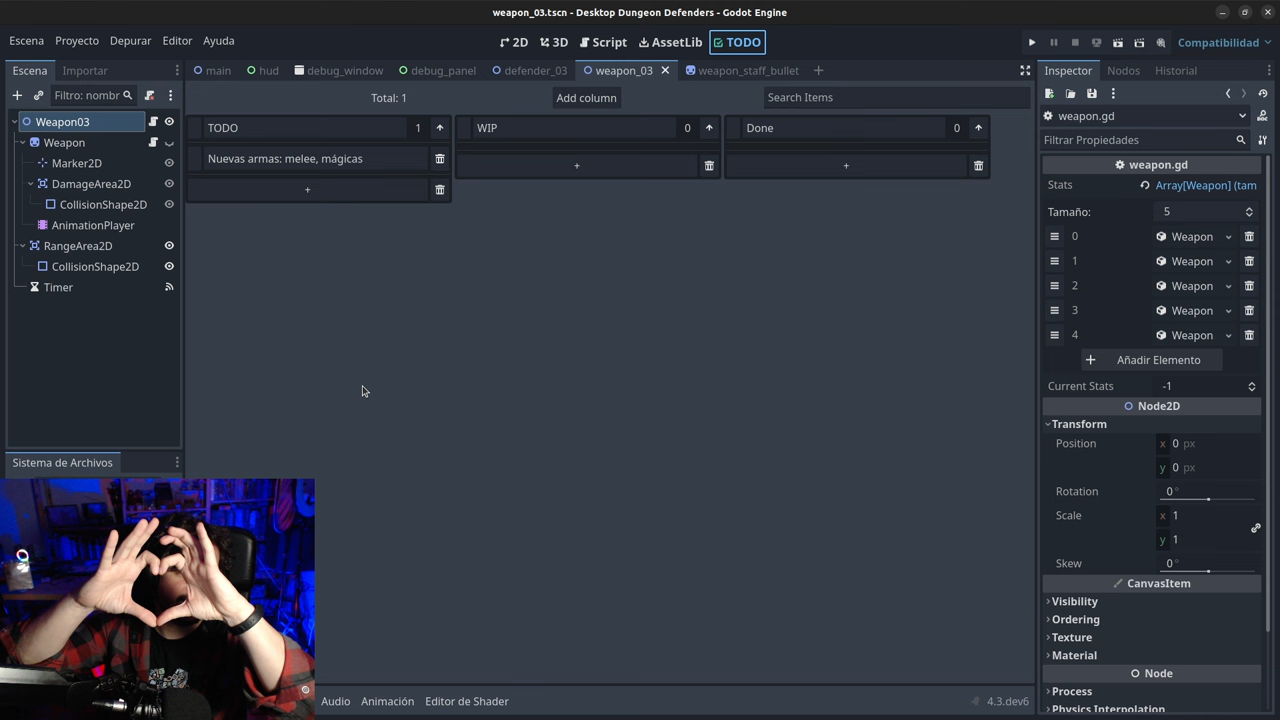 weapon_03.tscn - Desktop Dungeon Defenders - Godot Engine
Escena Proyecto Depurar Editor Ayuda
2D 3D Script AssetLib TODO
Compatibilidad
Escena Importar
main hud debug_window debug_panel defender_03 weapon_03 weapon_staff_bullet
Inspector Nodos Historial
Filtro: nombr
Total: 1
Add column
Search Items
weapon.gd
Weapon03
Weapon
Marker2D
DamageArea2D
CollisionShape2D
AnimationPlayer
RangeArea2D
CollisionShape2D
Timer
TODO 1
Nuevas armas: melee, mágicas
+
WIP 0
+
Done 0
+
Filtrar Propiedades
weapon.gd
Stats Array[Weapon] (tam
Tamaño: 5
0 Weapon
1 Weapon
2 Weapon
3 Weapon
4 Weapon
Añadir Elemento
Current Stats -1
Node2D
Transform
Position x 0 px
y 0 px
Rotation 0 °
Scale x 1
y 1
Skew 0 °
CanvasItem
Visibility
Ordering
Texture
Material
Node
Process
Physics Interpolation
Sistema de Archivos
Audio Animación Editor de Shader
4.3.dev6